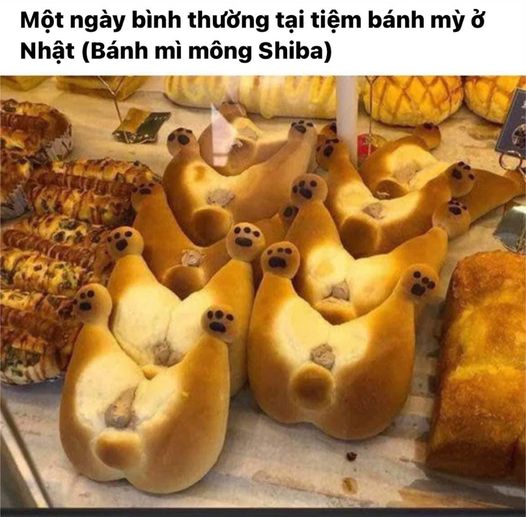 Một ngày bình thường tại tiệm bánh mỳ ở
Nhật (Bánh mì mông Shiba)